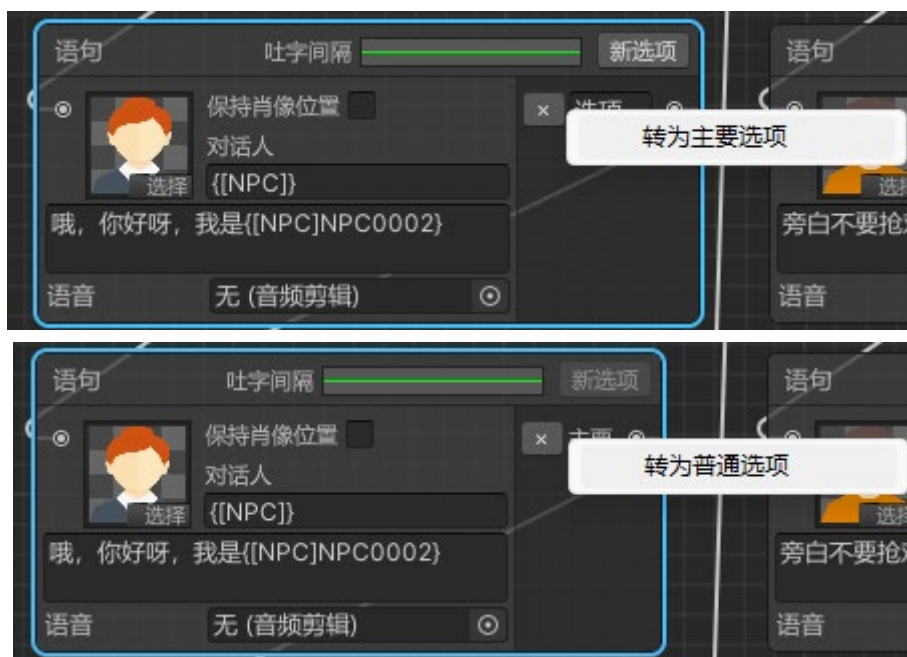 语句 吐字间隔 新选项 语句
保持肖像位置 × 选项
转为主要选项
对话人
选择 {[NPC]} 选择
哦，你好呀，我是{[NPC]NPC0002} 旁白不要抢
语音 无 (音频剪辑) 语音
语句 吐字间隔 新选项 语句
保持肖像位置 × 主要
转为普通选项
对话人
选择 {[NPC]} 选择
哦，你好呀，我是{[NPC]NPC0002} 旁白不要抢
语音 无 (音频剪辑) 语音